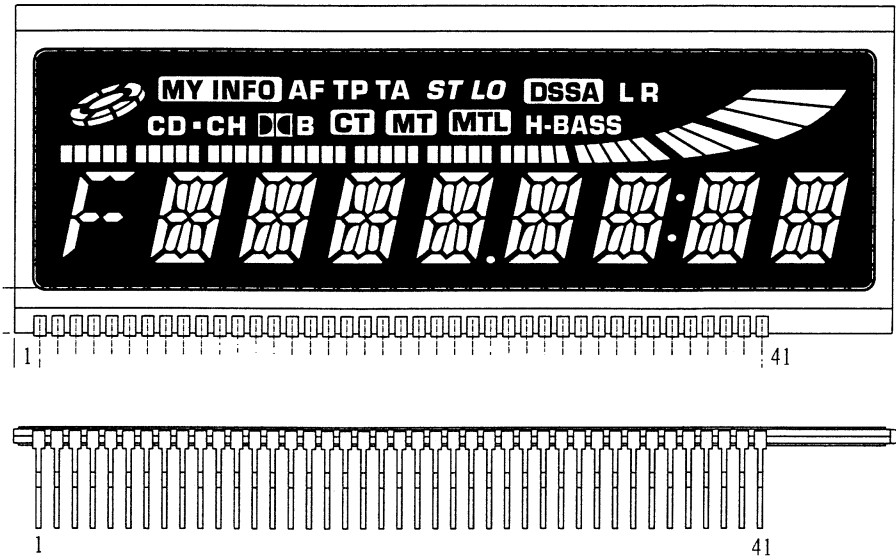 MY INFO AF TP TA ST LO DSSA L R
CD·CH B CT MT MTL H-BASS
F
1 41
1 41